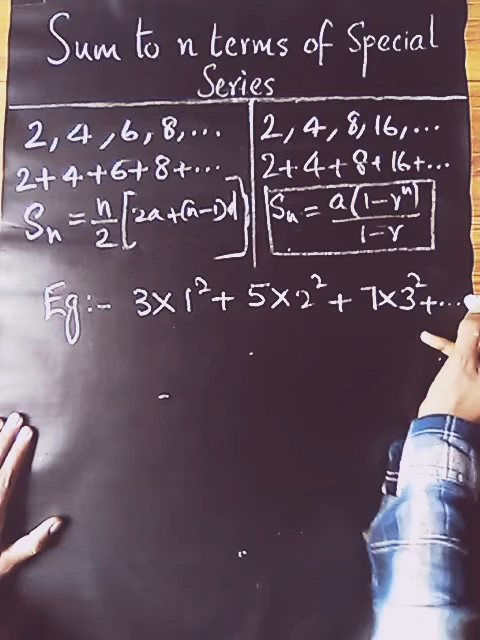 Sum to n terms of Special
Series
2, 4, 6, 8, ...
2+4+6+8+...
Sₙ = n/2 [2a+(n-1)d]
2, 4, 8, 16, ...
2+4+8+16+...
Sₙ = a(1-rⁿ)/1-r
Eg:- 3×1² + 5×2² + 7×3² + ...